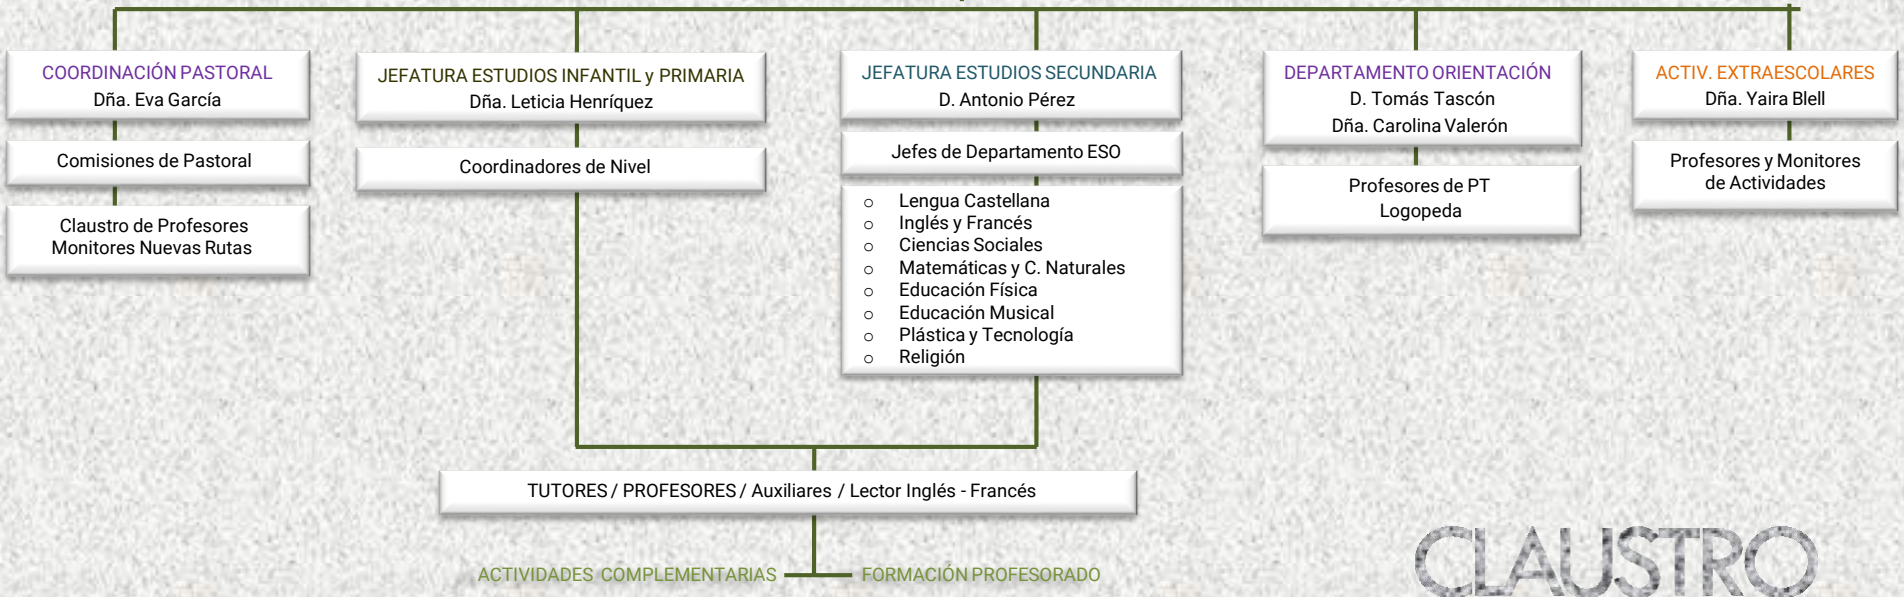 COORDINACIÓN PASTORAL
Dña. Eva García
Comisiones de Pastoral
Claustro de Profesores
Monitores Nuevas Rutas
JEFATURA ESTUDIOS INFANTIL y PRIMARIA
Dña. Leticia Henríquez
Coordinadores de Nivel
JEFATURA ESTUDIOS SECUNDARIA
D. Antonio Pérez
Jefes de Departamento ESO
o Lengua Castellana
o Inglés y Francés
o Ciencias Sociales
o Matemáticas y C. Naturales
o Educación Física
o Educación Musical
o Plástica y Tecnología
o Religión
DEPARTAMENTO ORIENTACIÓN
D. Tomás Tascón
Dña. Carolina Valerón
Profesores de PT
Logopeda
ACTIV. EXTRAESCOLARES
Dña. Yaira Blell
Profesores y Monitores
de Actividades
TUTORES / PROFESORES / Auxiliares / Lector Inglés - Francés
ACTIVIDADES COMPLEMENTARIAS
FORMACIÓN PROFESORADO
CLAUSTRO